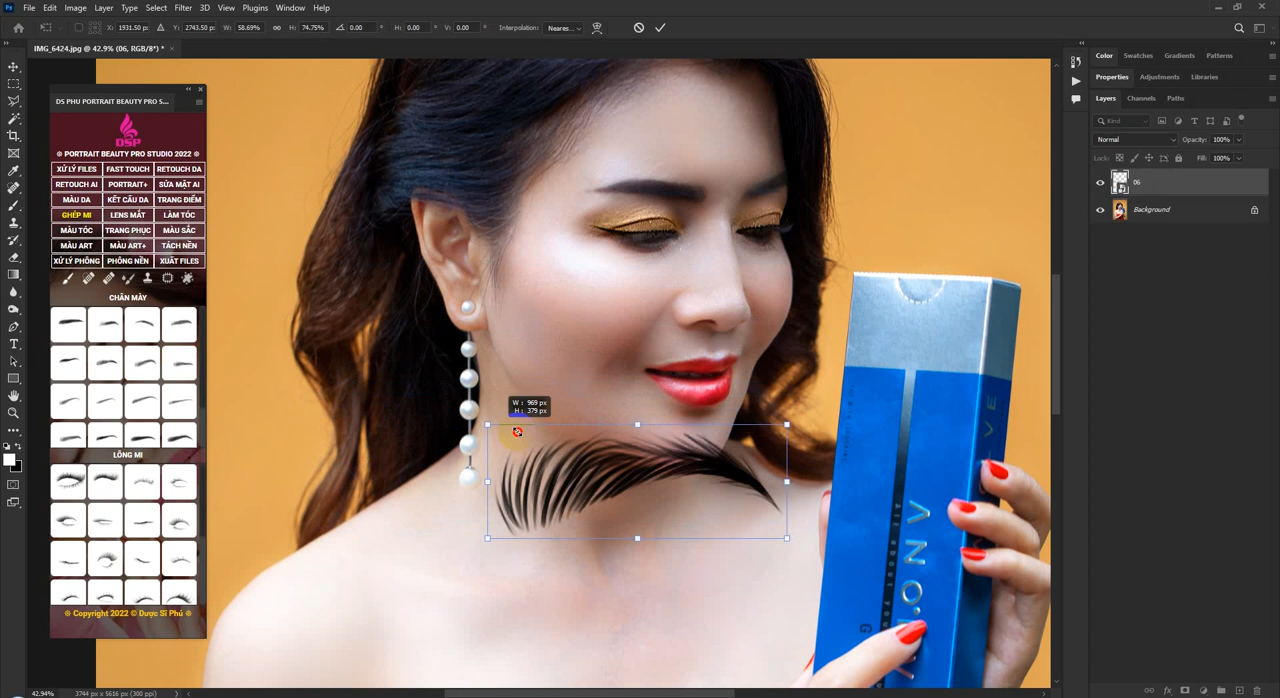 File Edit Image Layer Type Select Filter 3D View Plugins Window Help
X: 1931.50 px Y: 2743.50 px W: 58.69% H: 74.75% 0.00 ° H: 0.00 ° V: 0.00 ° Interpolation: Neares...
IMG_6424.jpg @ 42.9% (06, RGB/8*) *
DS PHU PORTRAIT BEAUTY PRO S...
DSP
PORTRAIT BEAUTY PRO STUDIO 2022
XỬ LÝ FILES FAST TOUCH RETOUCH DA
RETOUCH AI PORTRAIT+ SỬA MẶT AI
MÀU DA KẾT CẤU DA TRANG ĐIỂM
GHÉP MI LENS MẮT LÀM TÓC
MÀU TÓC TRANG PHỤC MÀU SẮC
MÀU ART MÀU ART+ TÁCH NỀN
XỬ LÝ PHÔNG PHÔNG NỀN XUẤT FILES
CHÂN MÀY
LÔNG MI
Copyright 2022 © Dược Sĩ Phú
W : 969 px
H : 379 px
Color Swatches Gradients Patterns
Properties Adjustments Libraries
Layers Channels Paths
Kind
Normal Opacity: 100%
Lock: Fill: 100%
06
Background
42.94% 3744 px x 5616 px (300 ppi)